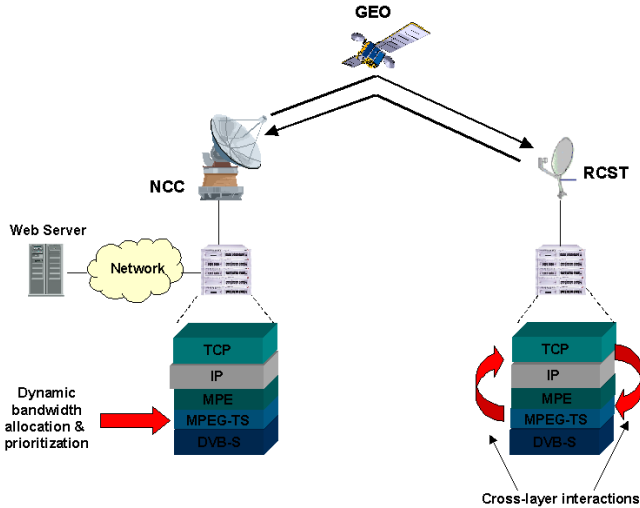 GEO
NCC
RCST
Web Server
Network
TCP
IP
MPE
MPEG-TS
DVB-S
Dynamic
bandwidth
allocation &
prioritization
TCP
IP
MPE
MPEG-TS
DVB-S
Cross-layer interactions